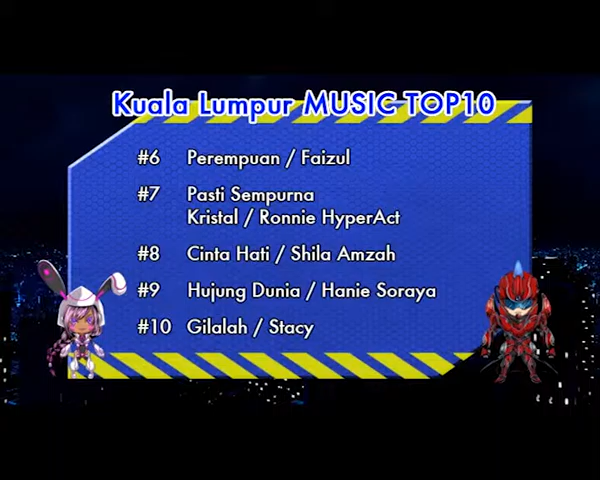 Kuala Lumpur MUSIC TOP10
#6 Perempuan / Faizul
#7 Pasti Sempurna
Kristal / Ronnie HyperAct
#8 Cinta Hati / Shila Amzah
#9 Hujung Dunia / Hanie Soraya
#10 Gilalah / Stacy